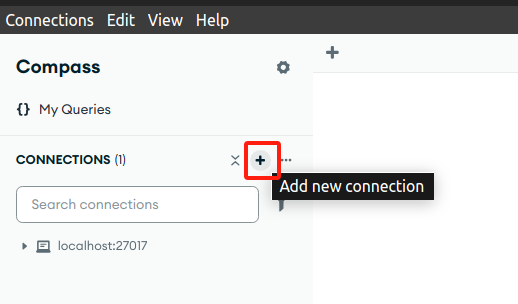 Connections Edit View Help
Compass
{} My Queries
CONNECTIONS (1)
Add new connection
Search connections
localhost:27017